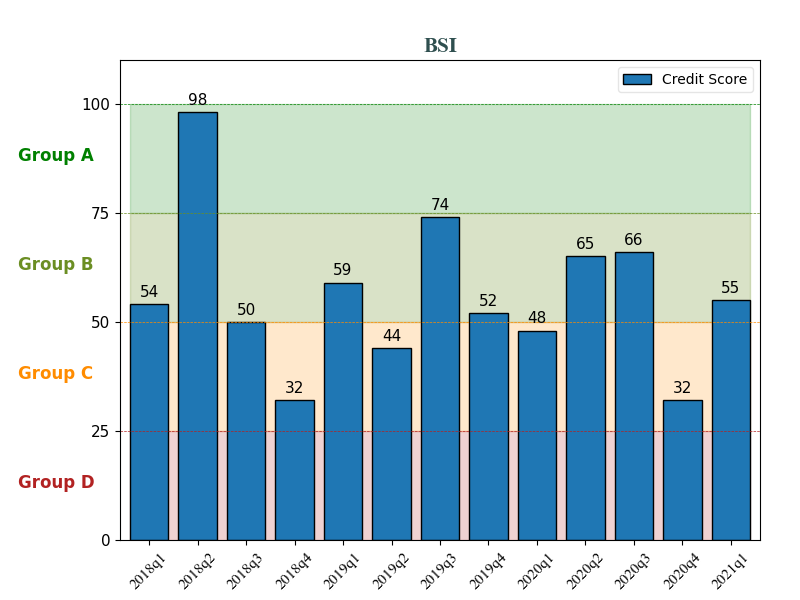 BSI
Credit Score
100
75
50
25
0
Group A
Group B
Group C
Group D
54
98
50
32
59
44
74
52
48
65
66
32
55
2018q1
2018q2
2018q3
2018q4
2019q1
2019q2
2019q3
2019q4
2020q1
2020q2
2020q3
2020q4
2021q1